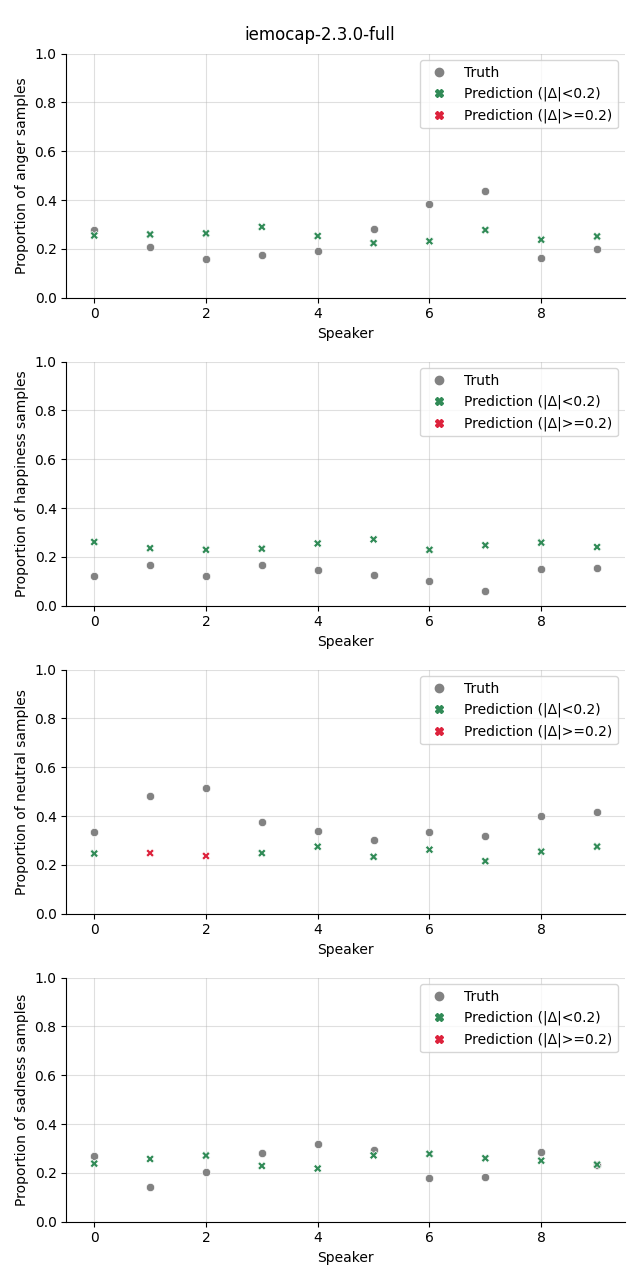 iemocap-2.3.0-full
1.0
0.8
0.6
0.4
0.2
0.0
Proportion of anger samples
Truth
Prediction (|Δ|<0.2)
Prediction (|Δ|>=0.2)
0 2 4 6 8
Speaker
1.0
0.8
0.6
0.4
0.2
0.0
Proportion of happiness samples
Truth
Prediction (|Δ|<0.2)
Prediction (|Δ|>=0.2)
0 2 4 6 8
Speaker
1.0
0.8
0.6
0.4
0.2
0.0
Proportion of neutral samples
Truth
Prediction (|Δ|<0.2)
Prediction (|Δ|>=0.2)
0 2 4 6 8
Speaker
1.0
0.8
0.6
0.4
0.2
0.0
Proportion of sadness samples
Truth
Prediction (|Δ|<0.2)
Prediction (|Δ|>=0.2)
0 2 4 6 8
Speaker